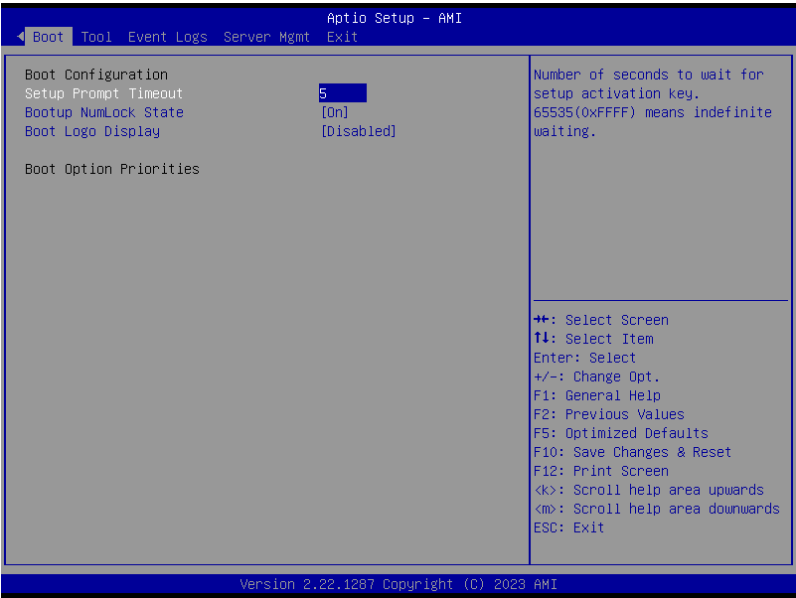 Aptio Setup - AMI
Boot Tool Event Logs Server Mgmt Exit
Boot Configuration
Setup Prompt Timeout 5
Bootup NumLock State [On]
Boot Logo Display [Disabled]
Boot Option Priorities
Number of seconds to wait for
setup activation key.
65535(0xFFFF) means indefinite
waiting.
→←: Select Screen
↑↓: Select Item
Enter: Select
+/-: Change Opt.
F1: General Help
F2: Previous Values
F5: Optimized Defaults
F10: Save Changes & Reset
F12: Print Screen
<k>: Scroll help area upwards
<m>: Scroll help area downwards
ESC: Exit
Version 2.22.1287 Copyright (C) 2023 AMI